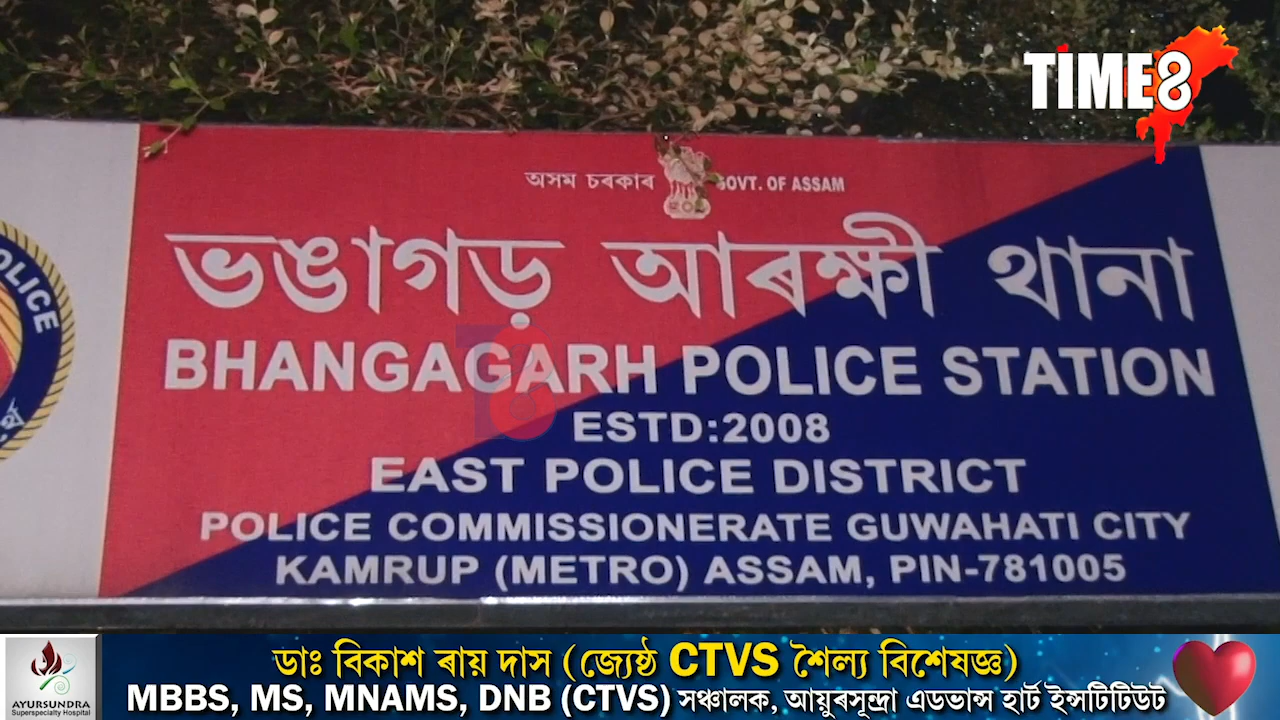 TIME8
অসম চৰকাৰ GOVT. OF ASSAM
ভঙাগড় আৰক্ষী থানা
POLICE
BHANGAGARH POLICE STATION
ESTD:2008
EAST POLICE DISTRICT
POLICE COMMISSIONERATE GUWAHATI CITY
KAMRUP (METRO) ASSAM, PIN-781005
ডাঃ বিকাশ ৰায় দাস (জ্যেষ্ঠ CTVS শৈল্য বিশেষজ্ঞ)
MBBS, MS, MNAMS, DNB (CTVS) সঞ্চালক, আয়ুৰসুন্দ্ৰা এডভান্স হাৰ্ট ইন্সটিটিউট
AYURSUNDRA
Superspecialty Hospital